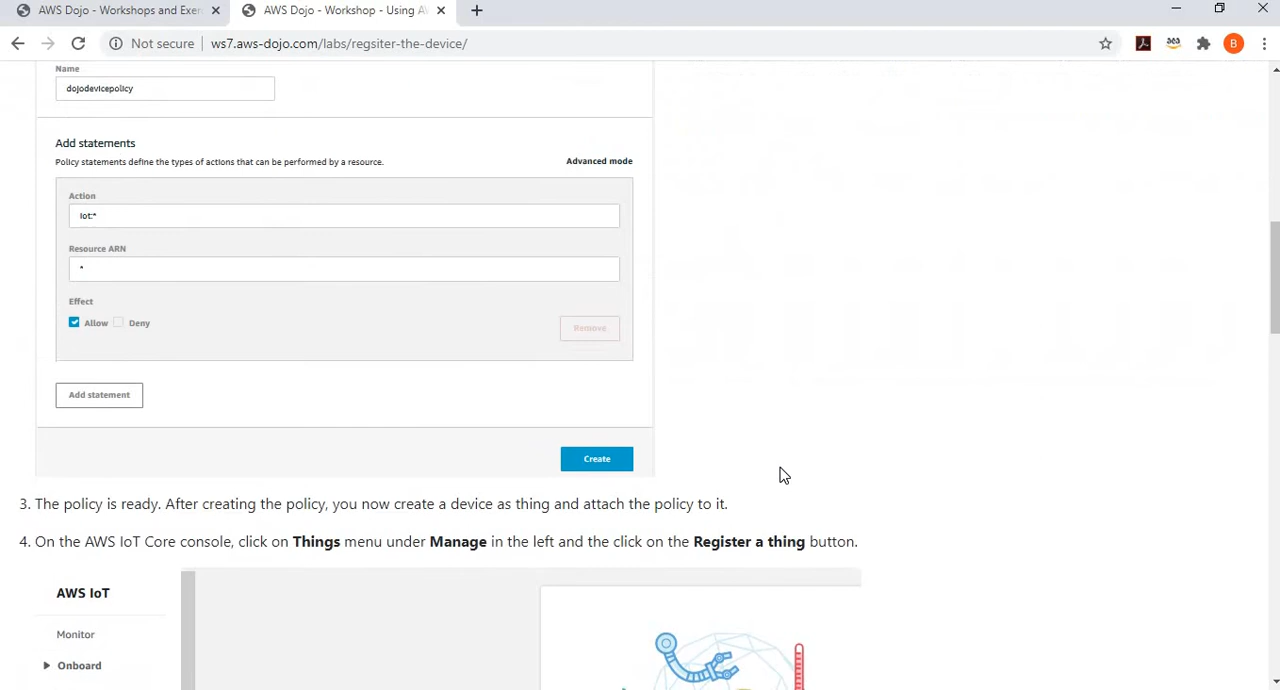 AWS Dojo - Workshops and Exer
AWS Dojo - Workshop - Using A
Not secure
ws7.aws-dojo.com/labs/regsiter-the-device/
B
Name
dojodevicepolicy
Add statements
Policy statements define the types of actions that can be performed by a resource.
Advanced mode
Action
iot:*
Resource ARN
*
Effect
Allow
Deny
Remove
Add statement
Create
3. The policy is ready. After creating the policy, you now create a device as thing and attach the policy to it.
4. On the AWS IoT Core console, click on Things menu under Manage in the left and the click on the Register a thing button.
AWS IoT
Monitor
Onboard